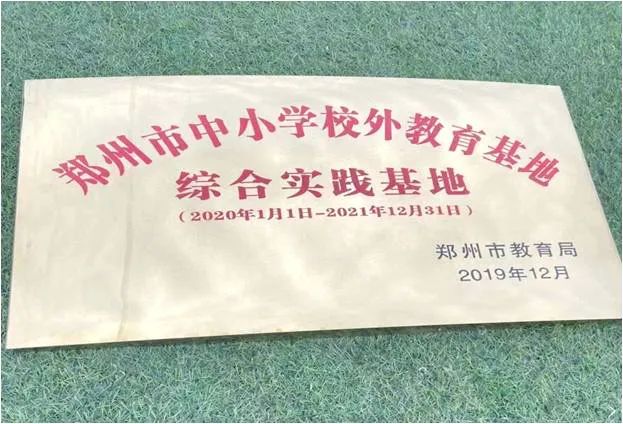 郑州市中小学校外教育基地
综合实践基地
(2020年1月1日-2021年12月31日)
郑州市教育局
2019年12月